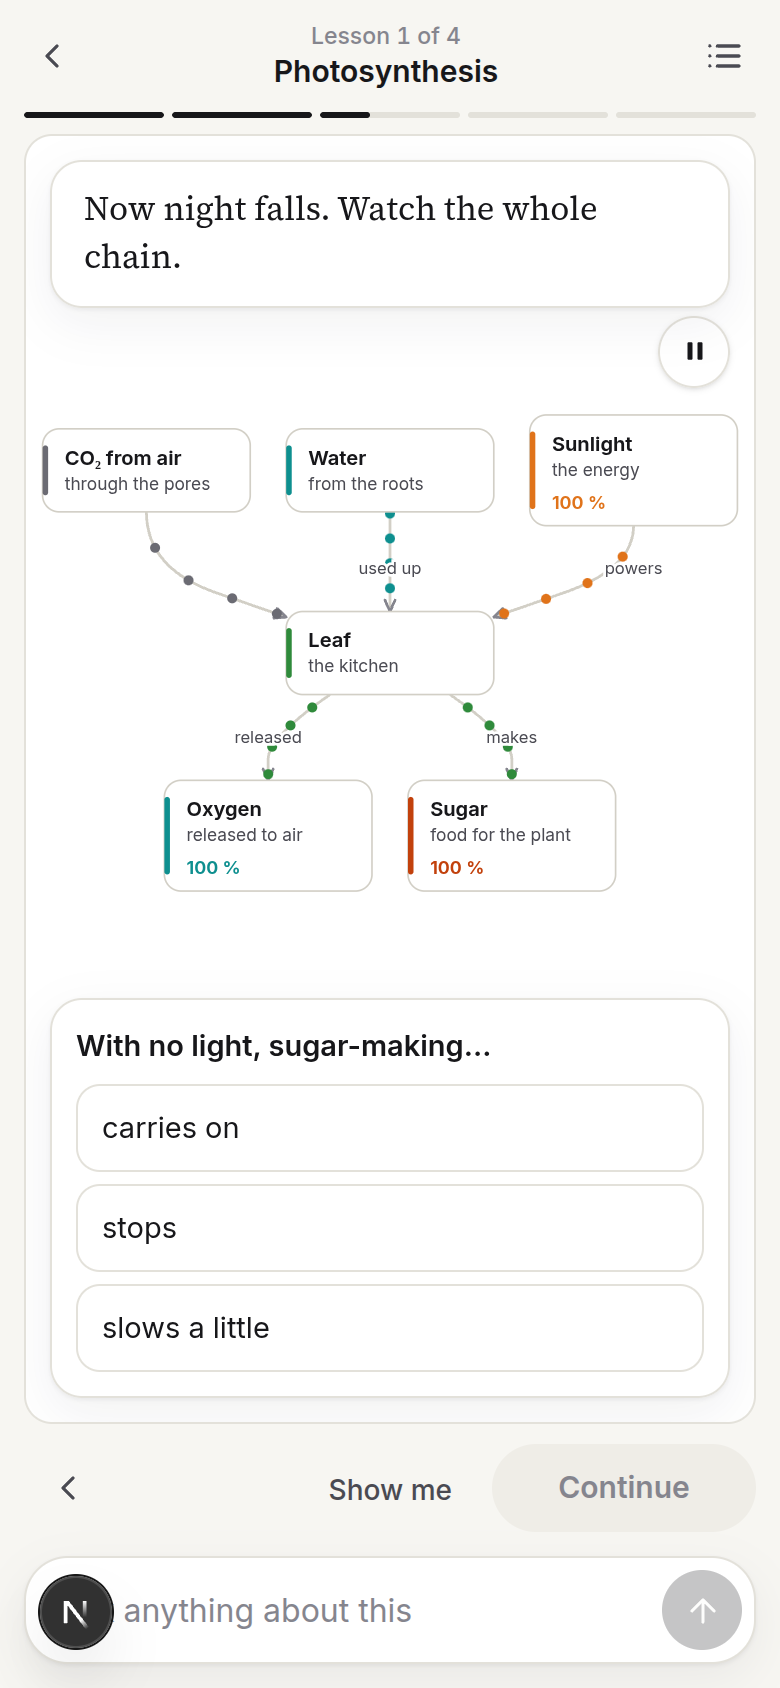 Lesson 1 of 4
Photosynthesis
Now night falls. Watch the whole
chain.
CO₂ from air
through the pores
Water
from the roots
Sunlight
the energy
100 %
used up
powers
Leaf
the kitchen
released
makes
Oxygen
released to air
100 %
Sugar
food for the plant
100 %
With no light, sugar-making...
carries on
stops
slows a little
Show me
Continue
N
anything about this